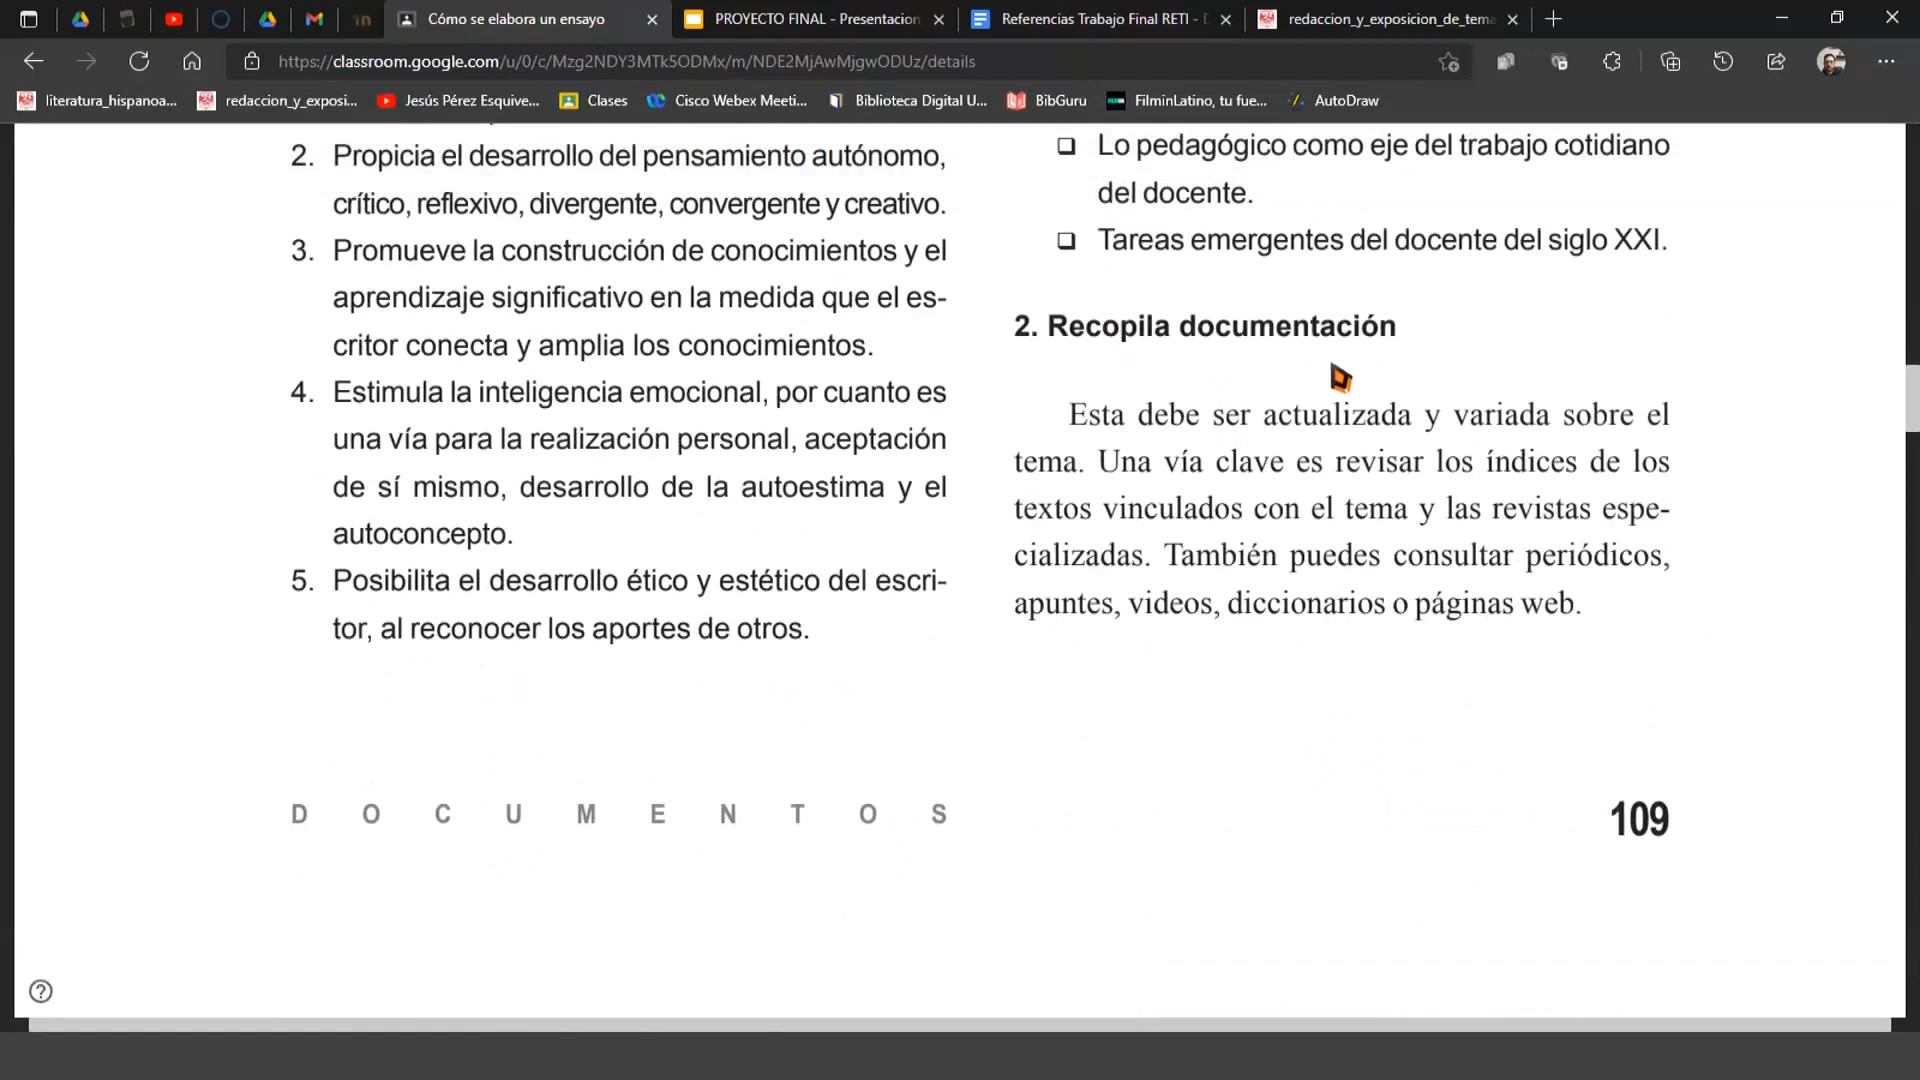 Cómo se elabora un ensayo
PROYECTO FINAL - Presentacion
Referencias Trabajo Final RETI - D
redaccion_y_exposicion_de_tema
https://classroom.google.com/u/0/c/Mzg2NDY3MTk5ODMx/m/NDE2MjAwMjgwODUz/details
literatura_hispanoa...
redaccion_y_exposi...
Jesús Pérez Esquive...
Clases
Cisco Webex Meeti...
Biblioteca Digital U...
BibGuru
FilminLatino, tu fue...
AutoDraw
2. Propicia el desarrollo del pensamiento autónomo,
crítico, reflexivo, divergente, convergente y creativo.
3. Promueve la construcción de conocimientos y el
aprendizaje significativo en la medida que el es-
critor conecta y amplia los conocimientos.
4. Estimula la inteligencia emocional, por cuanto es
una vía para la realización personal, aceptación
de sí mismo, desarrollo de la autoestima y el
autoconcepto.
5. Posibilita el desarrollo ético y estético del escri-
tor, al reconocer los aportes de otros.
Lo pedagógico como eje del trabajo cotidiano
del docente.
Tareas emergentes del docente del siglo XXI.
2. Recopila documentación
Esta debe ser actualizada y variada sobre el
tema. Una vía clave es revisar los índices de los
textos vinculados con el tema y las revistas espe-
cializadas. También puedes consultar periódicos,
apuntes, videos, diccionarios o páginas web.
D O C U M E N T O S
109